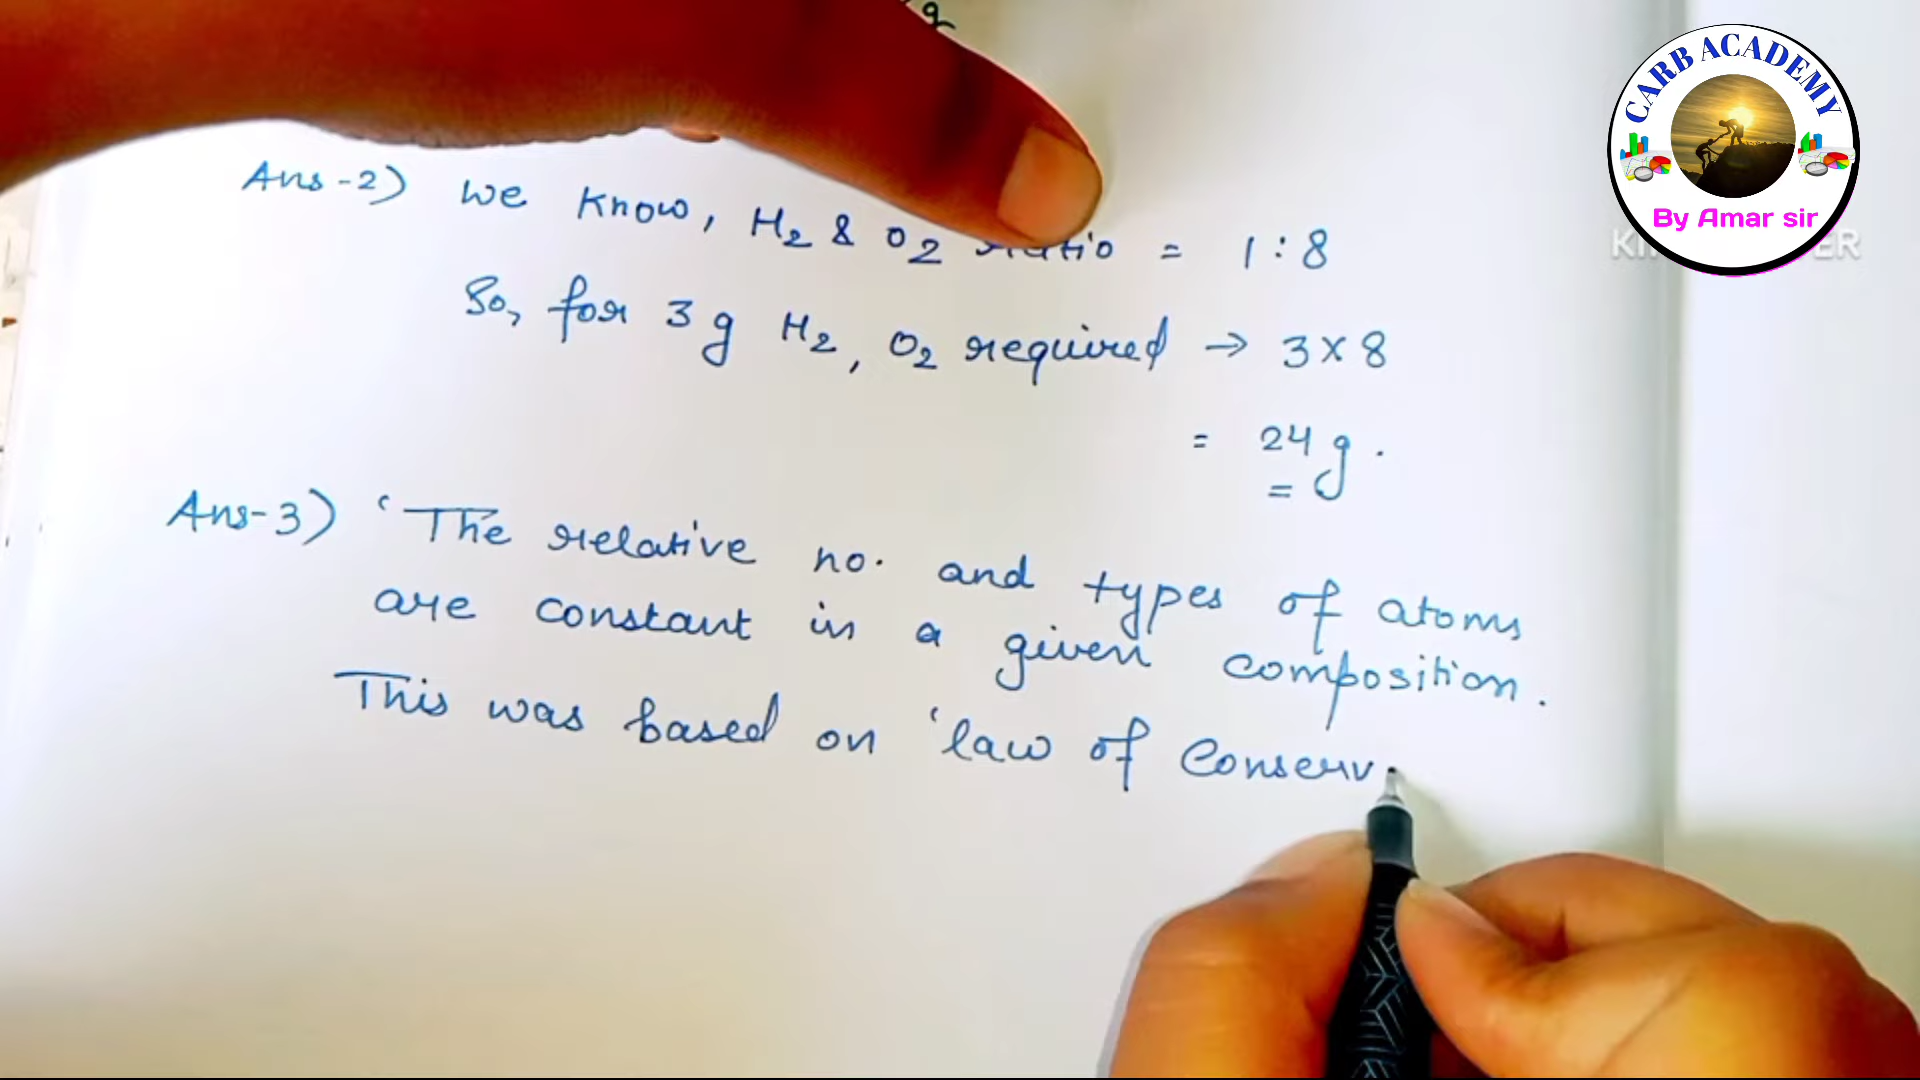 g
Ans-2) We know, H2 & O2 ratio = 1:8
So, for 3g H2, O2 required → 3×8
= 24 g.
=
Ans-3) 'The relative no. and types of atoms
are constant in a given composition.
This was based on 'law of Conserv
CARB ACADEMY
By Amar sir